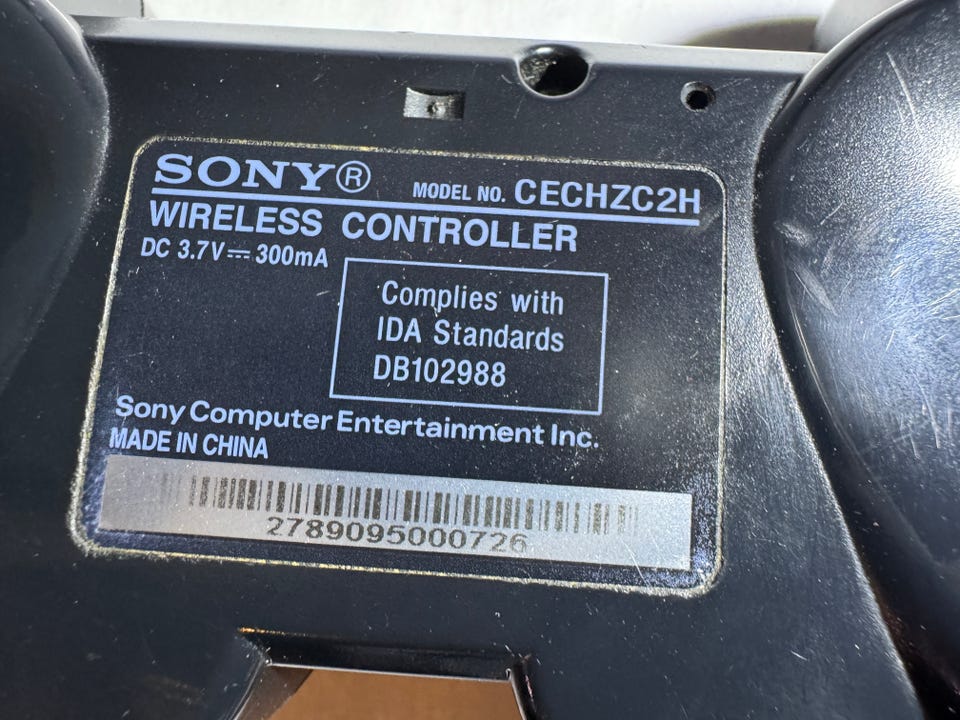 SONY® MODEL NO. CECHZC2H
WIRELESS CONTROLLER
DC 3.7V⎓300mA
Complies with
IDA Standards
DB102988
Sony Computer Entertainment Inc.
MADE IN CHINA
2789095000726